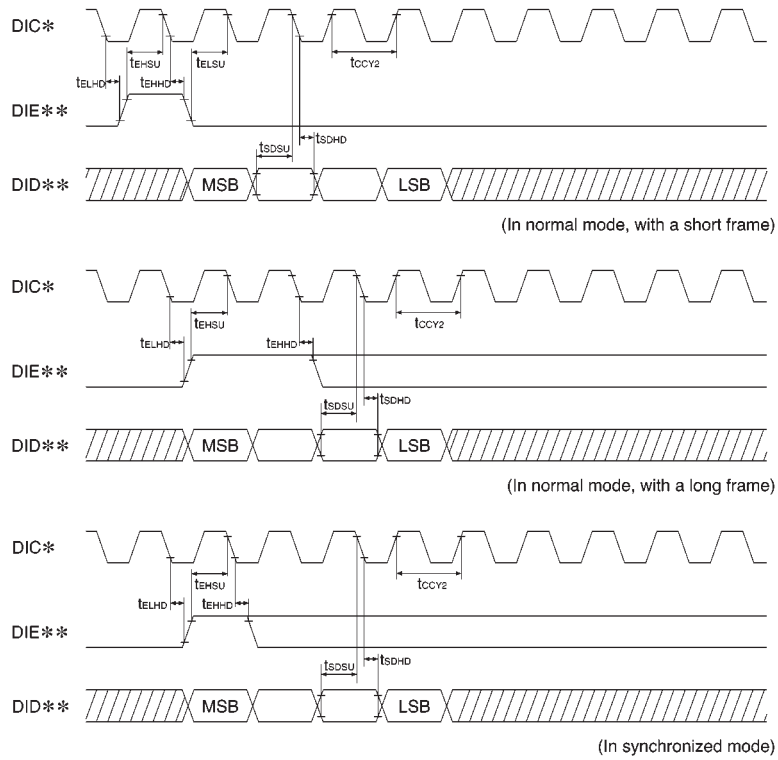 DIC*
tEHSU tELSU
tELHD tEHHD tCCY2
DIE**
tSDSU tSDHD
DID** MSB LSB
(In normal mode, with a short frame)
DIC*
tEHSU tCCY2
tELHD tEHHD
DIE**
tSDSU tSDHD
DID** MSB LSB
(In normal mode, with a long frame)
DIC*
tEHSU tCCY2
tELHD tEHHD
DIE**
tSDSU tSDHD
DID** MSB LSB
(In synchronized mode)